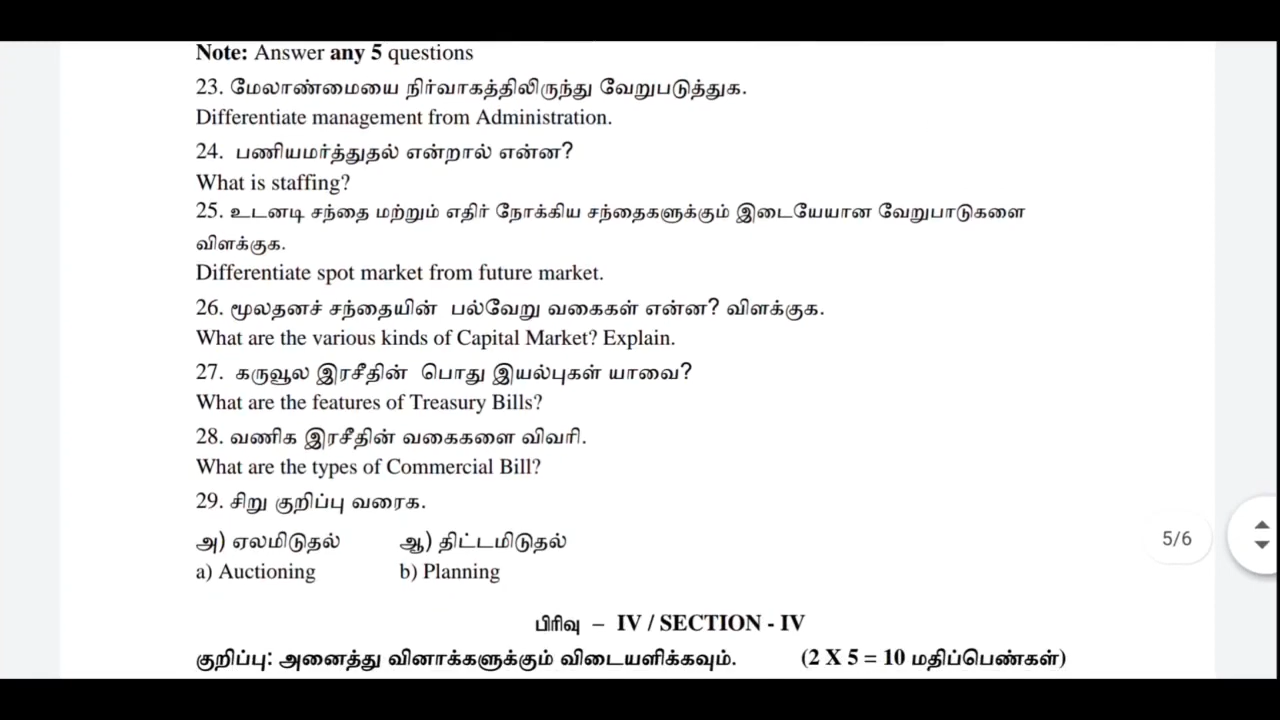 Note: Answer any 5 questions
23. மேலாண்மையை நிர்வாகத்திலிருந்து வேறுபடுத்துக.
Differentiate management from Administration.
24. பணியமர்த்துதல் என்றால் என்ன?
What is staffing?
25. உடனடி சந்தை மற்றும் எதிர் நோக்கிய சந்தைகளுக்கும் இடையேயான வேறுபாடுகளை
விளக்குக.
Differentiate spot market from future market.
26. மூலதனச் சந்தையின் பல்வேறு வகைகள் என்ன? விளக்குக.
What are the various kinds of Capital Market? Explain.
27. கருவூல இரசீதின் பொது இயல்புகள் யாவை?
What are the features of Treasury Bills?
28. வணிக இரசீதின் வகைகளை விவரி.
What are the types of Commercial Bill?
29. சிறு குறிப்பு வரைக.
அ) ஏலமிடுதல் ஆ) திட்டமிடுதல்
5/6
a) Auctioning b) Planning
பிரிவு – IV / SECTION - IV
குறிப்பு: அனைத்து வினாக்களுக்கும் விடையளிக்கவும். (2 X 5 = 10 மதிப்பெண்கள்)